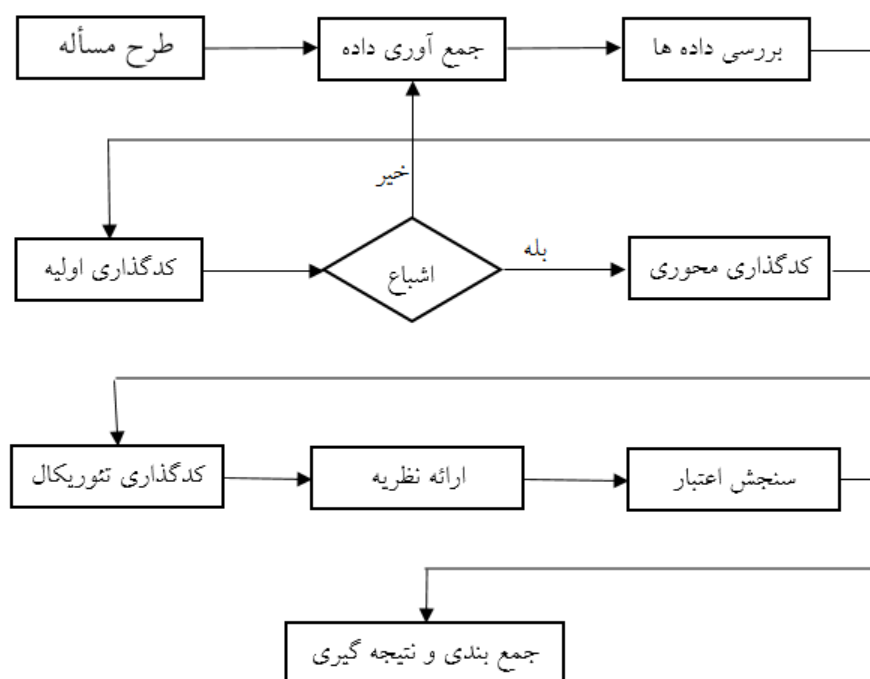 طرح مسأله
جمع آوری داده
بررسی داده ها
خیر
کدگذاری اولیه
اشباع
بله
کدگذاری محوری
کدگذاری تئوریکال
ارائه نظریه
سنجش اعتبار
جمع بندی و نتیجه گیری